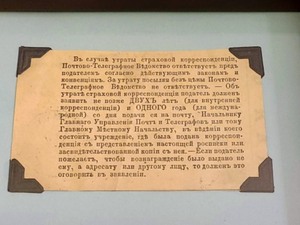 Въ случаѣ утраты страховой корреспонденціи,
Почтово-Телеграфное Вѣдомство отвѣтствуетъ предъ
подателемъ согласно дѣйствующимъ законамъ и
конвенціямъ. За утрату посылки безъ цѣны Почтово-
Телеграфное Вѣдомство не отвѣтствуетъ. — Объ
утратѣ страховой корреспонденціи податель долженъ
заявить не позже ДВУХЪ лѣтъ (для внутренней
корреспонденціи) и ОДНОГО года (для между-
народной) со дня подачи ея на почту, Начальнику
Главнаго Управленія Почтъ и Телеграфовъ или тому
Главному Мѣстному Начальству, въ вѣдѣніи коего
состоитъ учрежденіе, гдѣ была подана корреспон-
денція съ представленіемъ настоящей росписки или
засвидѣтельствованной копіи съ нея. — Если податель
пожелаетъ, чтобы вознагражденіе было выдано не
ему, а адресату или другому лицу, то долженъ это
оговорить въ заявленіи.